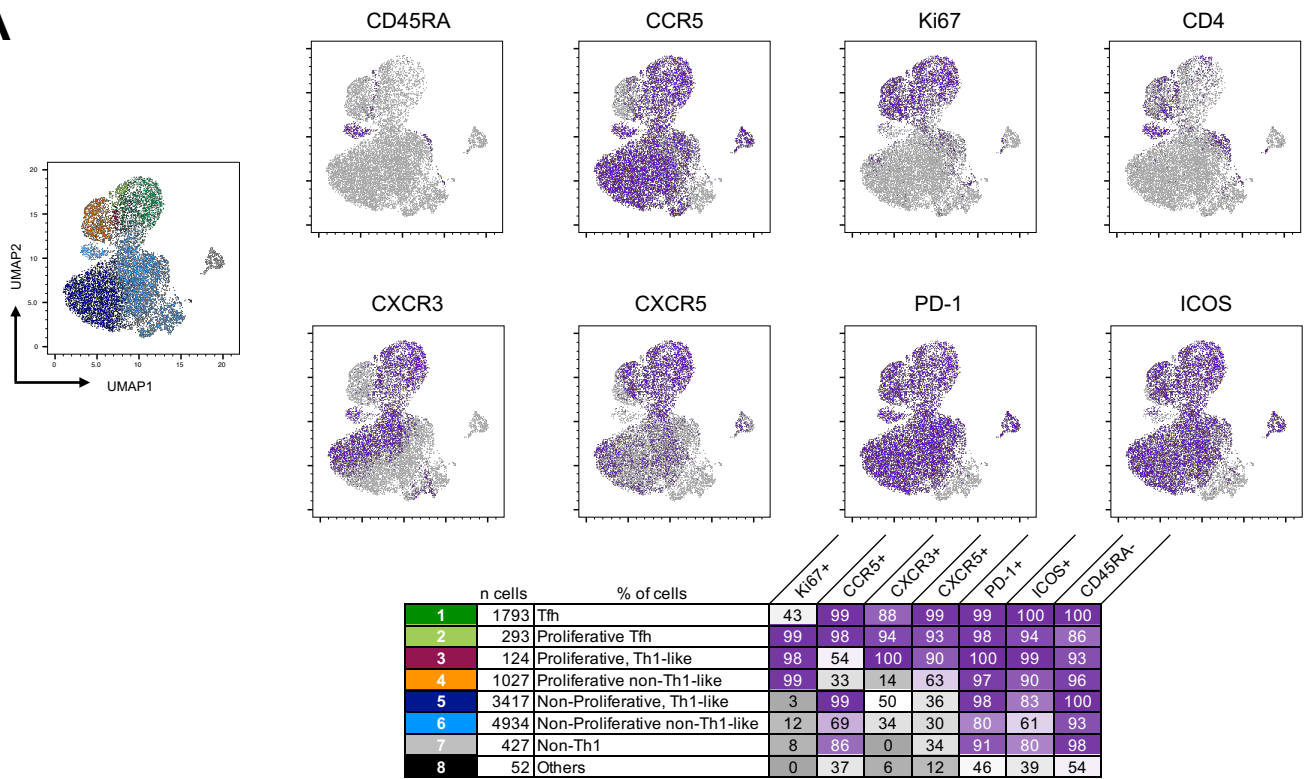 A
CD45RA CCR5 Ki67 CD4
20
15
10
5.0
0
UMAP2
0 5.0 10 15 20
UMAP1
CXCR3 CXCR5 PD-1 ICOS
Ki67+ CCR5+ CXCR3+ CXCR5+ PD-1+ ICOS+ CD45RA-
n cells % of cells
1 1793 Tfh 43 99 88 99 99 100 100
2 293 Proliferative Tfh 99 98 94 93 98 94 86
3 124 Proliferative, Th1-like 98 54 100 90 100 99 93
4 1027 Proliferative non-Th1-like 99 33 14 63 97 90 96
5 3417 Non-Proliferative, Th1-like 3 99 50 36 98 83 100
6 4934 Non-Proliferative non-Th1-like 12 69 34 30 80 61 93
7 427 Non-Th1 8 86 0 34 91 80 98
8 52 Others 0 37 6 12 46 39 54